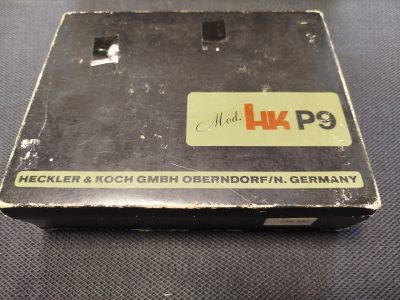 Mod. HK P9
HECKLER & KOCH GMBH OBERNDORF/N. GERMANY